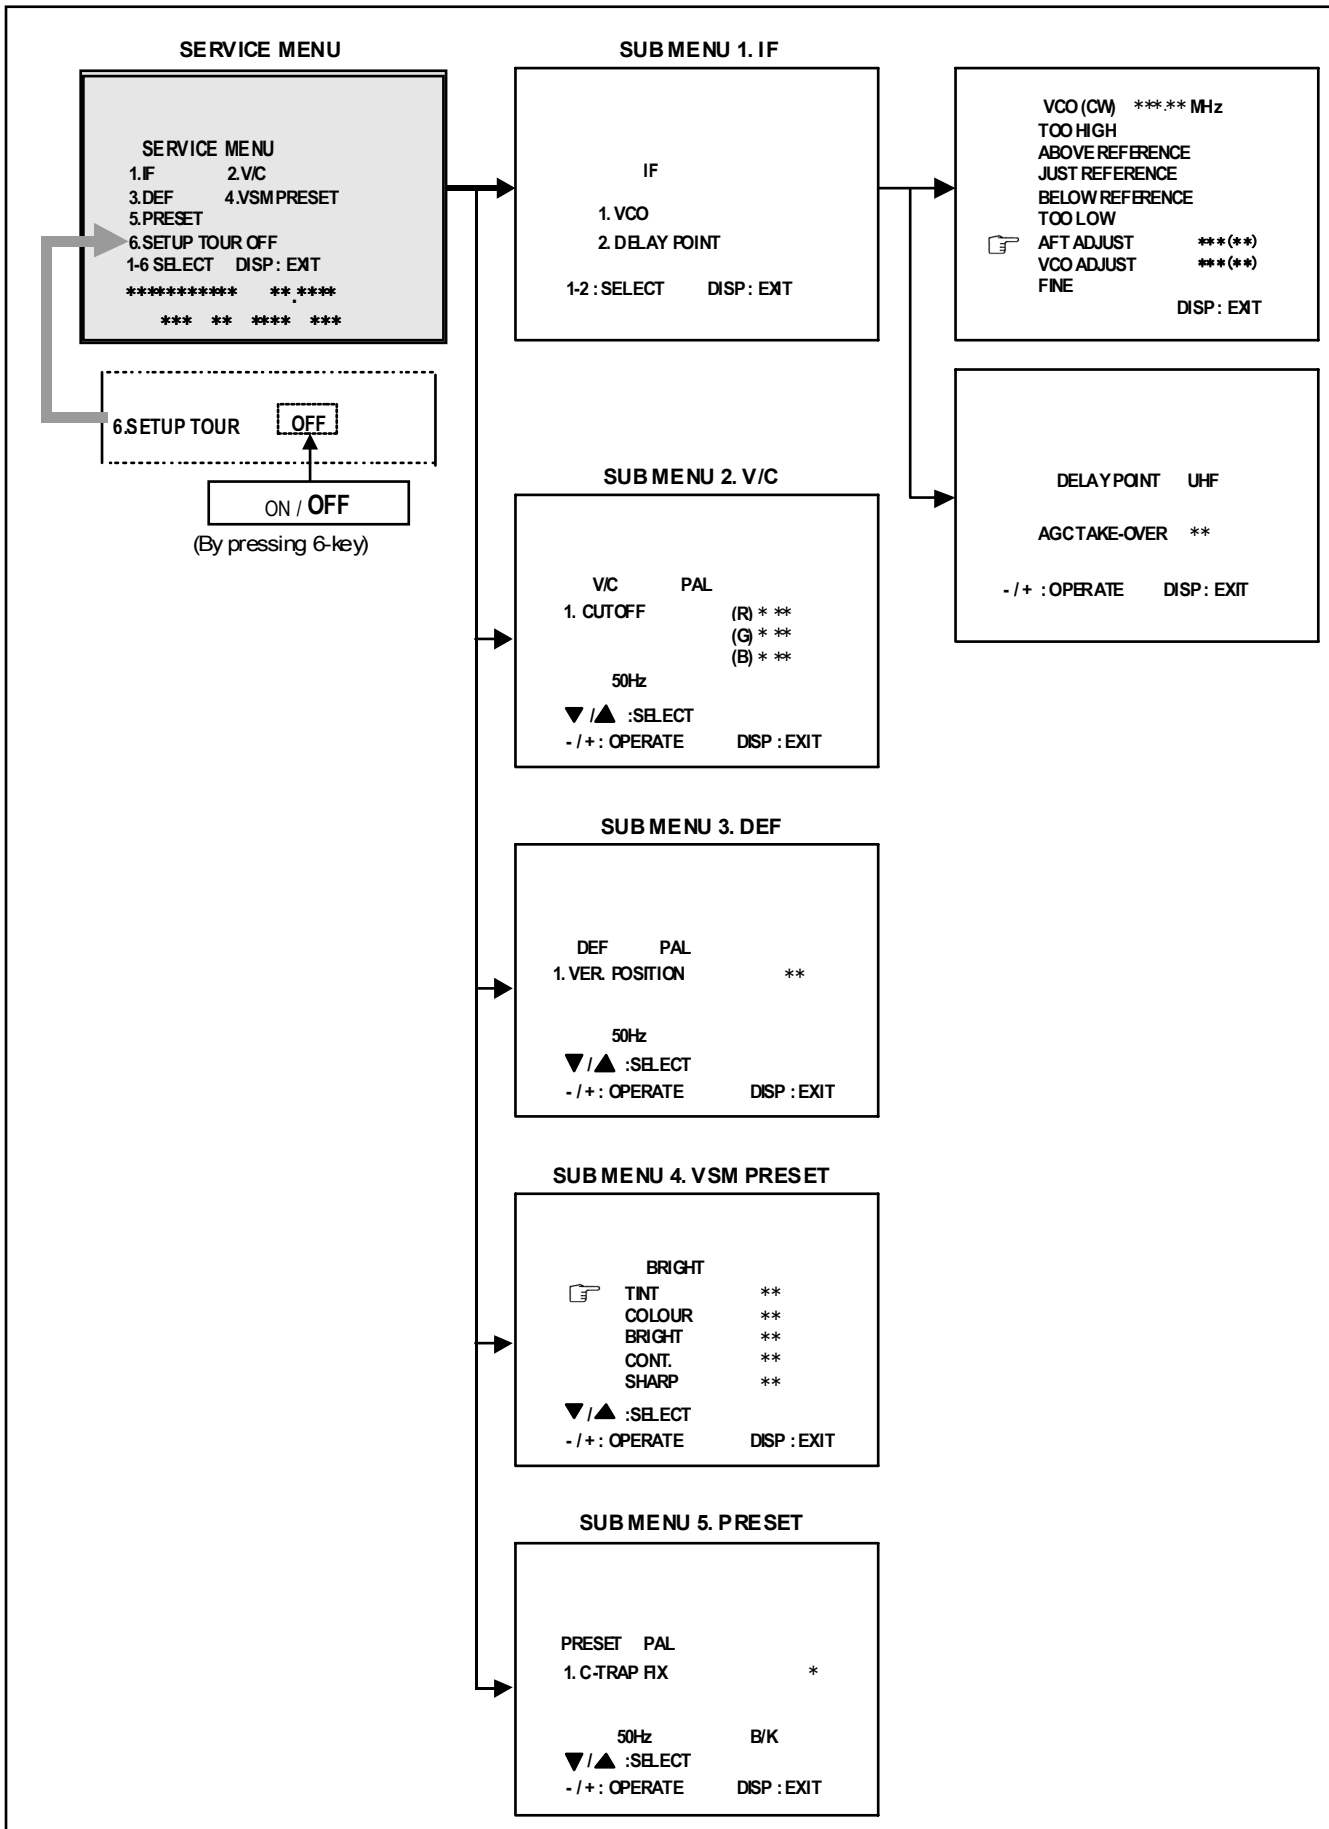 SERVICE MENU
SERVICE MENU
1.IF 2.V/C
3.DEF 4.VSM PRESET
5.PRESET
6.SETUP TOUR OFF
1-6 SELECT DISP : EXIT
*********** **.****
*** ** **** ***
6.SETUP TOUR OFF
ON / OFF
(By pressing 6-key)
SUB MENU 1. IF
IF
1. VCO
2. DELAY POINT
1-2 : SELECT DISP : EXIT
VCO (CW) ***.** MHz
TOO HIGH
ABOVE REFERENCE
JUST REFERENCE
BELOW REFERENCE
TOO LOW
☞ AFT ADJUST ***(**)
VCO ADJUST ***(**)
FINE
DISP : EXIT
DELAY POINT UHF
AGC TAKE-OVER **
- / + : OPERATE DISP : EXIT
SUB MENU 2. V/C
V/C PAL
1. CUTOFF (R) * **
(G) * **
(B) * **
50Hz
▼ /▲ :SELECT
- / + : OPERATE DISP : EXIT
SUB MENU 3. DEF
DEF PAL
1. VER. POSITION **
50Hz
▼ /▲ :SELECT
- / + : OPERATE DISP : EXIT
SUB MENU 4. VSM PRESET
BRIGHT
☞ TINT **
COLOUR **
BRIGHT **
CONT. **
SHARP **
▼ /▲ :SELECT
- / + : OPERATE DISP : EXIT
SUB MENU 5. PRESET
PRESET PAL
1. C-TRAP FIX *
50Hz B/K
▼ /▲ :SELECT
- / + : OPERATE DISP : EXIT